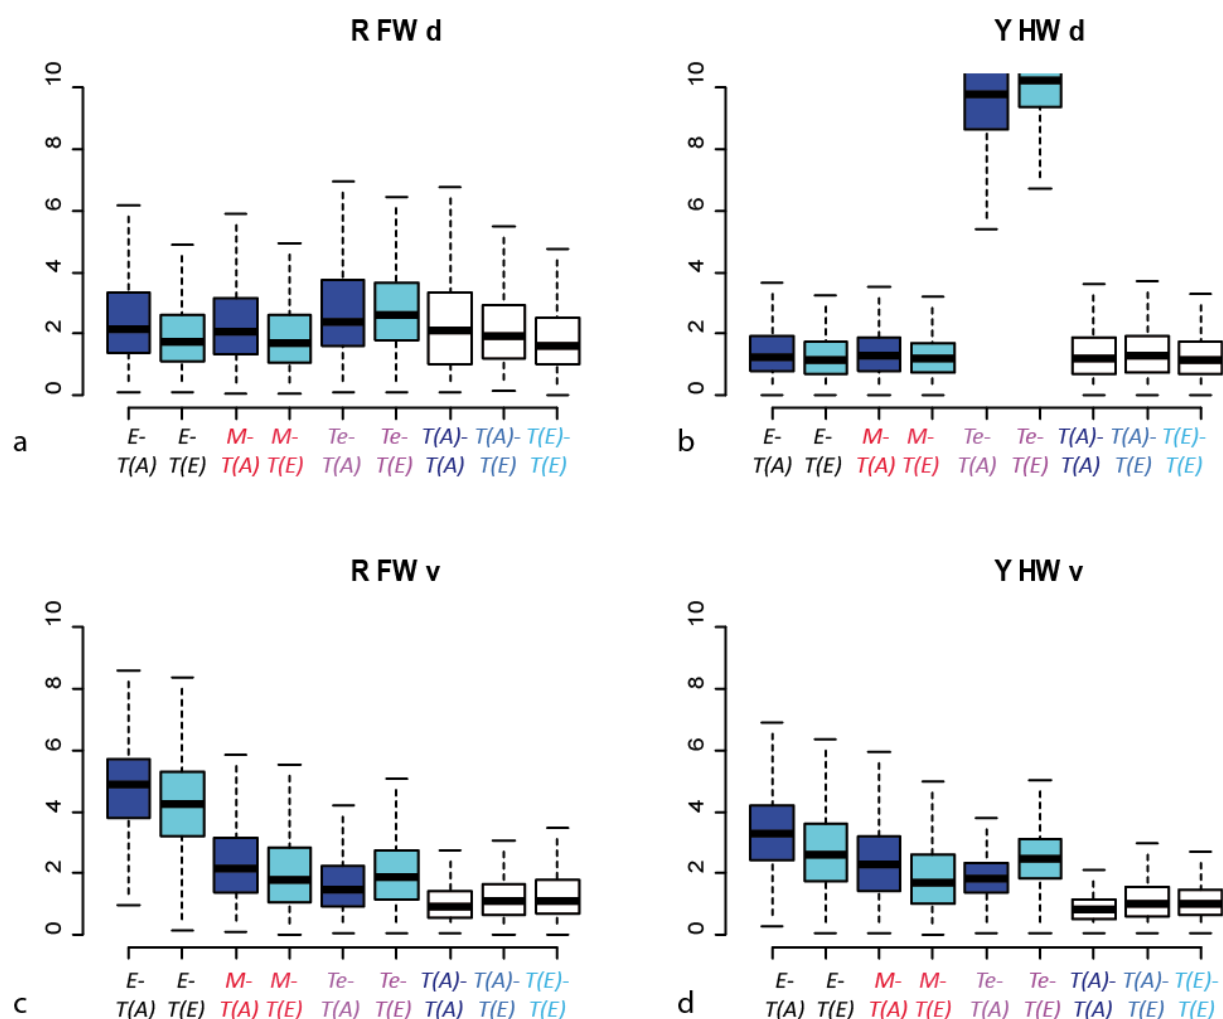 R FW d
10
8
6
4
2
0
E- E- M- M- Te- Te- T(A)- T(A)- T(E)-
a T(A) T(E) T(A) T(E) T(A) T(E) T(A) T(E) T(E)
Y HW d
10
8
6
4
2
0
E- E- M- M- Te- Te- T(A)- T(A)- T(E)-
b T(A) T(E) T(A) T(E) T(A) T(E) T(A) T(E) T(E)
R FW v
10
8
6
4
2
0
E- E- M- M- Te- Te- T(A)- T(A)- T(E)-
c T(A) T(E) T(A) T(E) T(A) T(E) T(A) T(E) T(E)
Y HW v
10
8
6
4
2
0
E- E- M- M- Te- Te- T(A)- T(A)- T(E)-
d T(A) T(E) T(A) T(E) T(A) T(E) T(A) T(E) T(E)